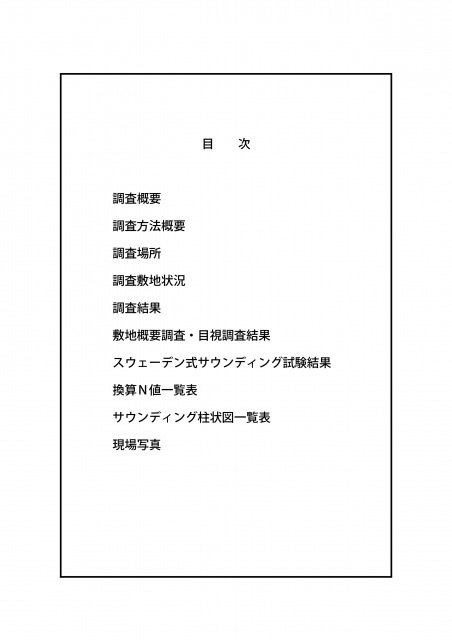 目　次
調査概要
調査方法概要
調査場所
調査敷地状況
調査結果
敷地概要調査・目視調査結果
スウェーデン式サウンディング試験結果
換算Ｎ値一覧表
サウンディング柱状図一覧表
現場写真